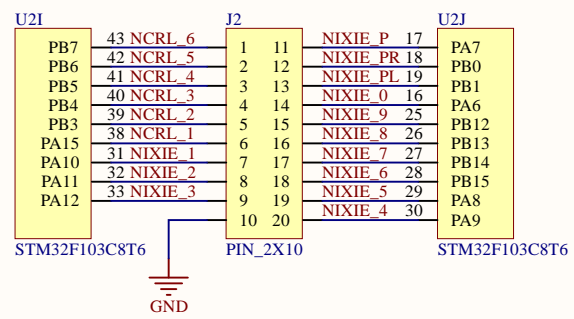 U2I J2 U2J
PB7 43 NCRL_6 1 11 NIXIE_P 17 PA7
PB6 42 NCRL_5 2 12 NIXIE_PR 18 PB0
PB5 41 NCRL_4 3 13 NIXIE_PL 19 PB1
PB4 40 NCRL_3 4 14 NIXIE_0 16 PA6
PB3 39 NCRL_2 5 15 NIXIE_9 25 PB12
PA15 38 NCRL_1 6 16 NIXIE_8 26 PB13
PA10 31 NIXIE_1 7 17 NIXIE_7 27 PB14
PA11 32 NIXIE_2 8 18 NIXIE_6 28 PB15
PA12 33 NIXIE_3 9 19 NIXIE_5 29 PA8
10 20 NIXIE_4 30 PA9
STM32F103C8T6 PIN_2X10 STM32F103C8T6
GND